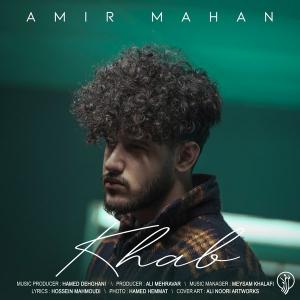 AMIR MAHAN
Khab
MUSIC PRODUCER : HAMED DEHGHANI \ PRODUCER : ALI MEHRAVAR \ MUSIC MANAGER : MEYSAM KHALAFI
LYRICS : HOSSEIN MAHMOUDI \ PHOTO : HAMED HEMMAT \ COVER ART : ALI NOORI ARTWORKS